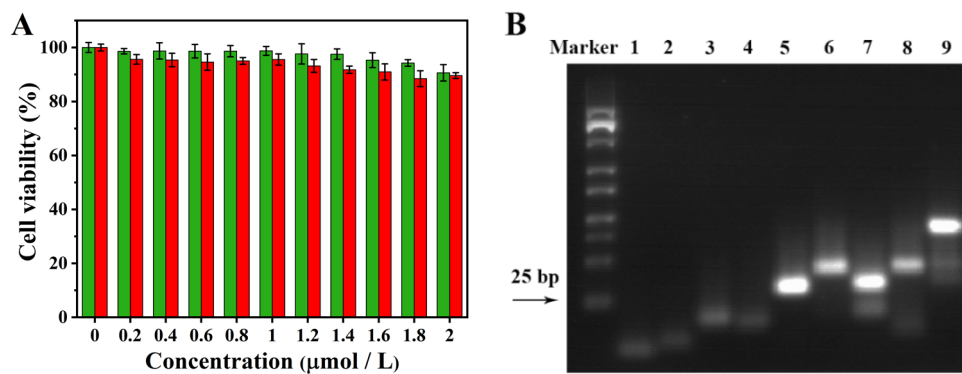 A
Cell viability (%)
100
80
90
60
40
20
0
0 0.2 0.4 0.6 0.8 1 1.2 1.4 1.6 1.8 2
Concentration (μmol / L)
B
Marker 1 2 3 4 5 6 7 8 9
25 bp